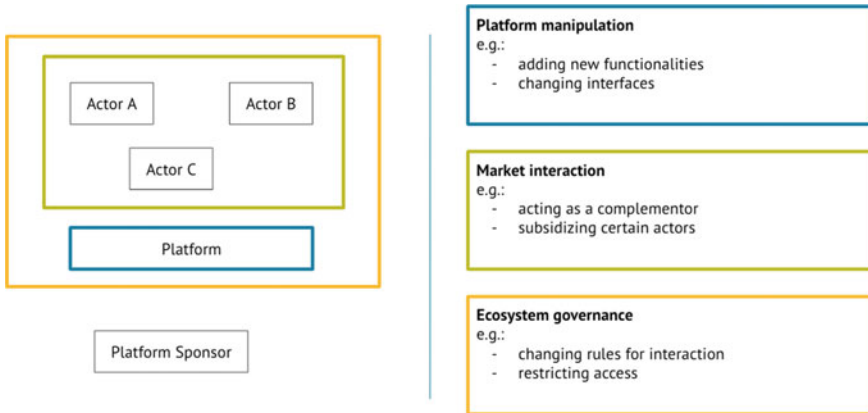 Actor A
Actor B
Actor C
Platform
Platform Sponsor
Platform manipulation
e.g.:
- adding new functionalities
- changing interfaces
Market interaction
e.g.:
- acting as a complementor
- subsidizing certain actors
Ecosystem governance
e.g.:
- changing rules for interaction
- restricting access